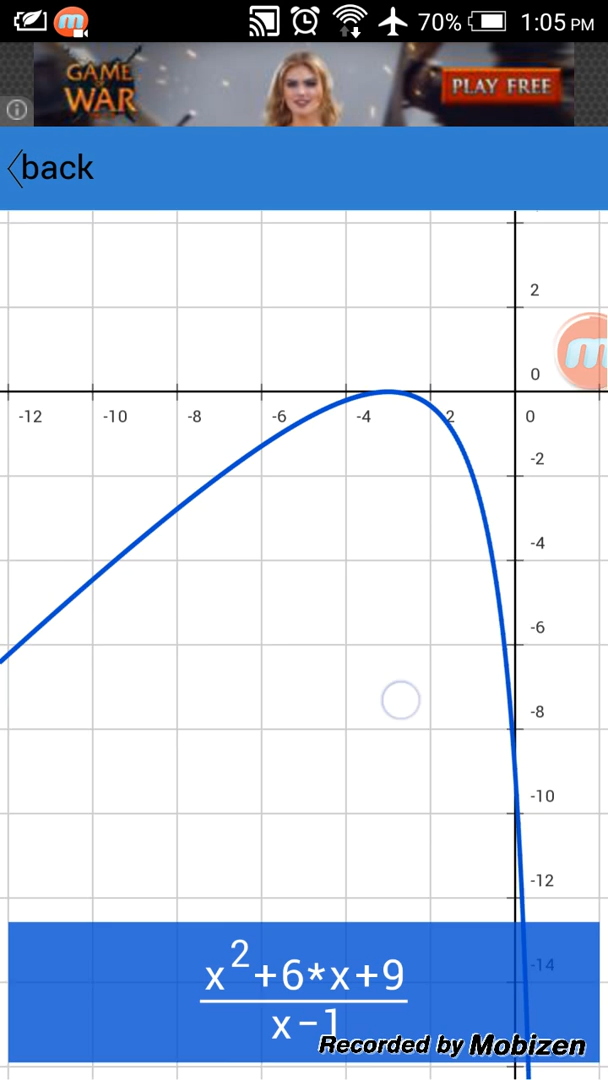 m 70% 1:05 PM
GAME OF WAR PLAY FREE
i
back
2
m
0
-12 -10 -8 -6 -4 2 0
-2
-4
-6
-8
-10
-12
-14
x²+6*x+9
x-1
Recorded by Mobizen